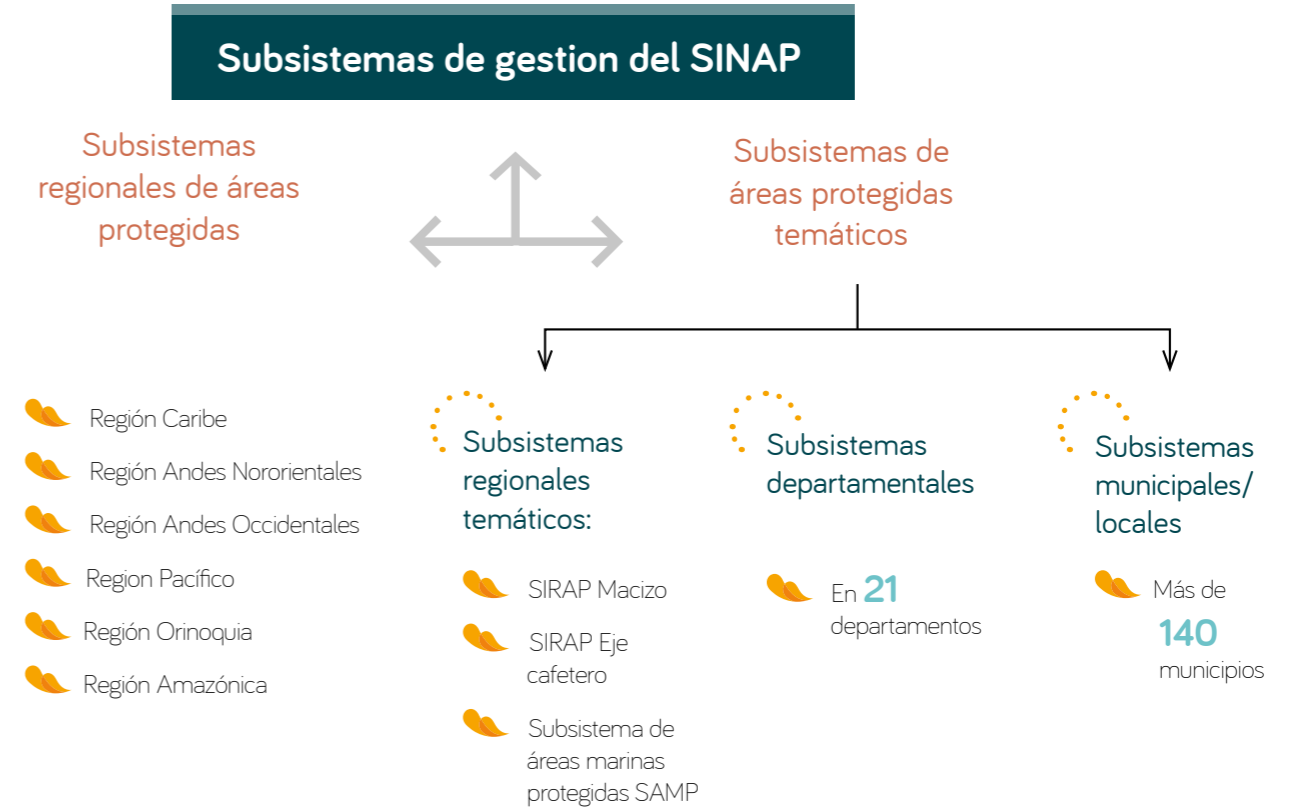 Subsistemas de gestion del SINAP
Subsistemas
regionales de áreas
protegidas
Subsistemas de
áreas protegidas
temáticos
Región Caribe
Región Andes Nororientales
Región Andes Occidentales
Region Pacífico
Región Orinoquia
Región Amazónica
Subsistemas
regionales
temáticos:
SIRAP Macizo
SIRAP Eje
cafetero
Subsistema de
áreas marinas
protegidas SAMP
Subsistemas
departamentales
En 21
departamentos
Subsistemas
municipales/
locales
Más de
140
municipios